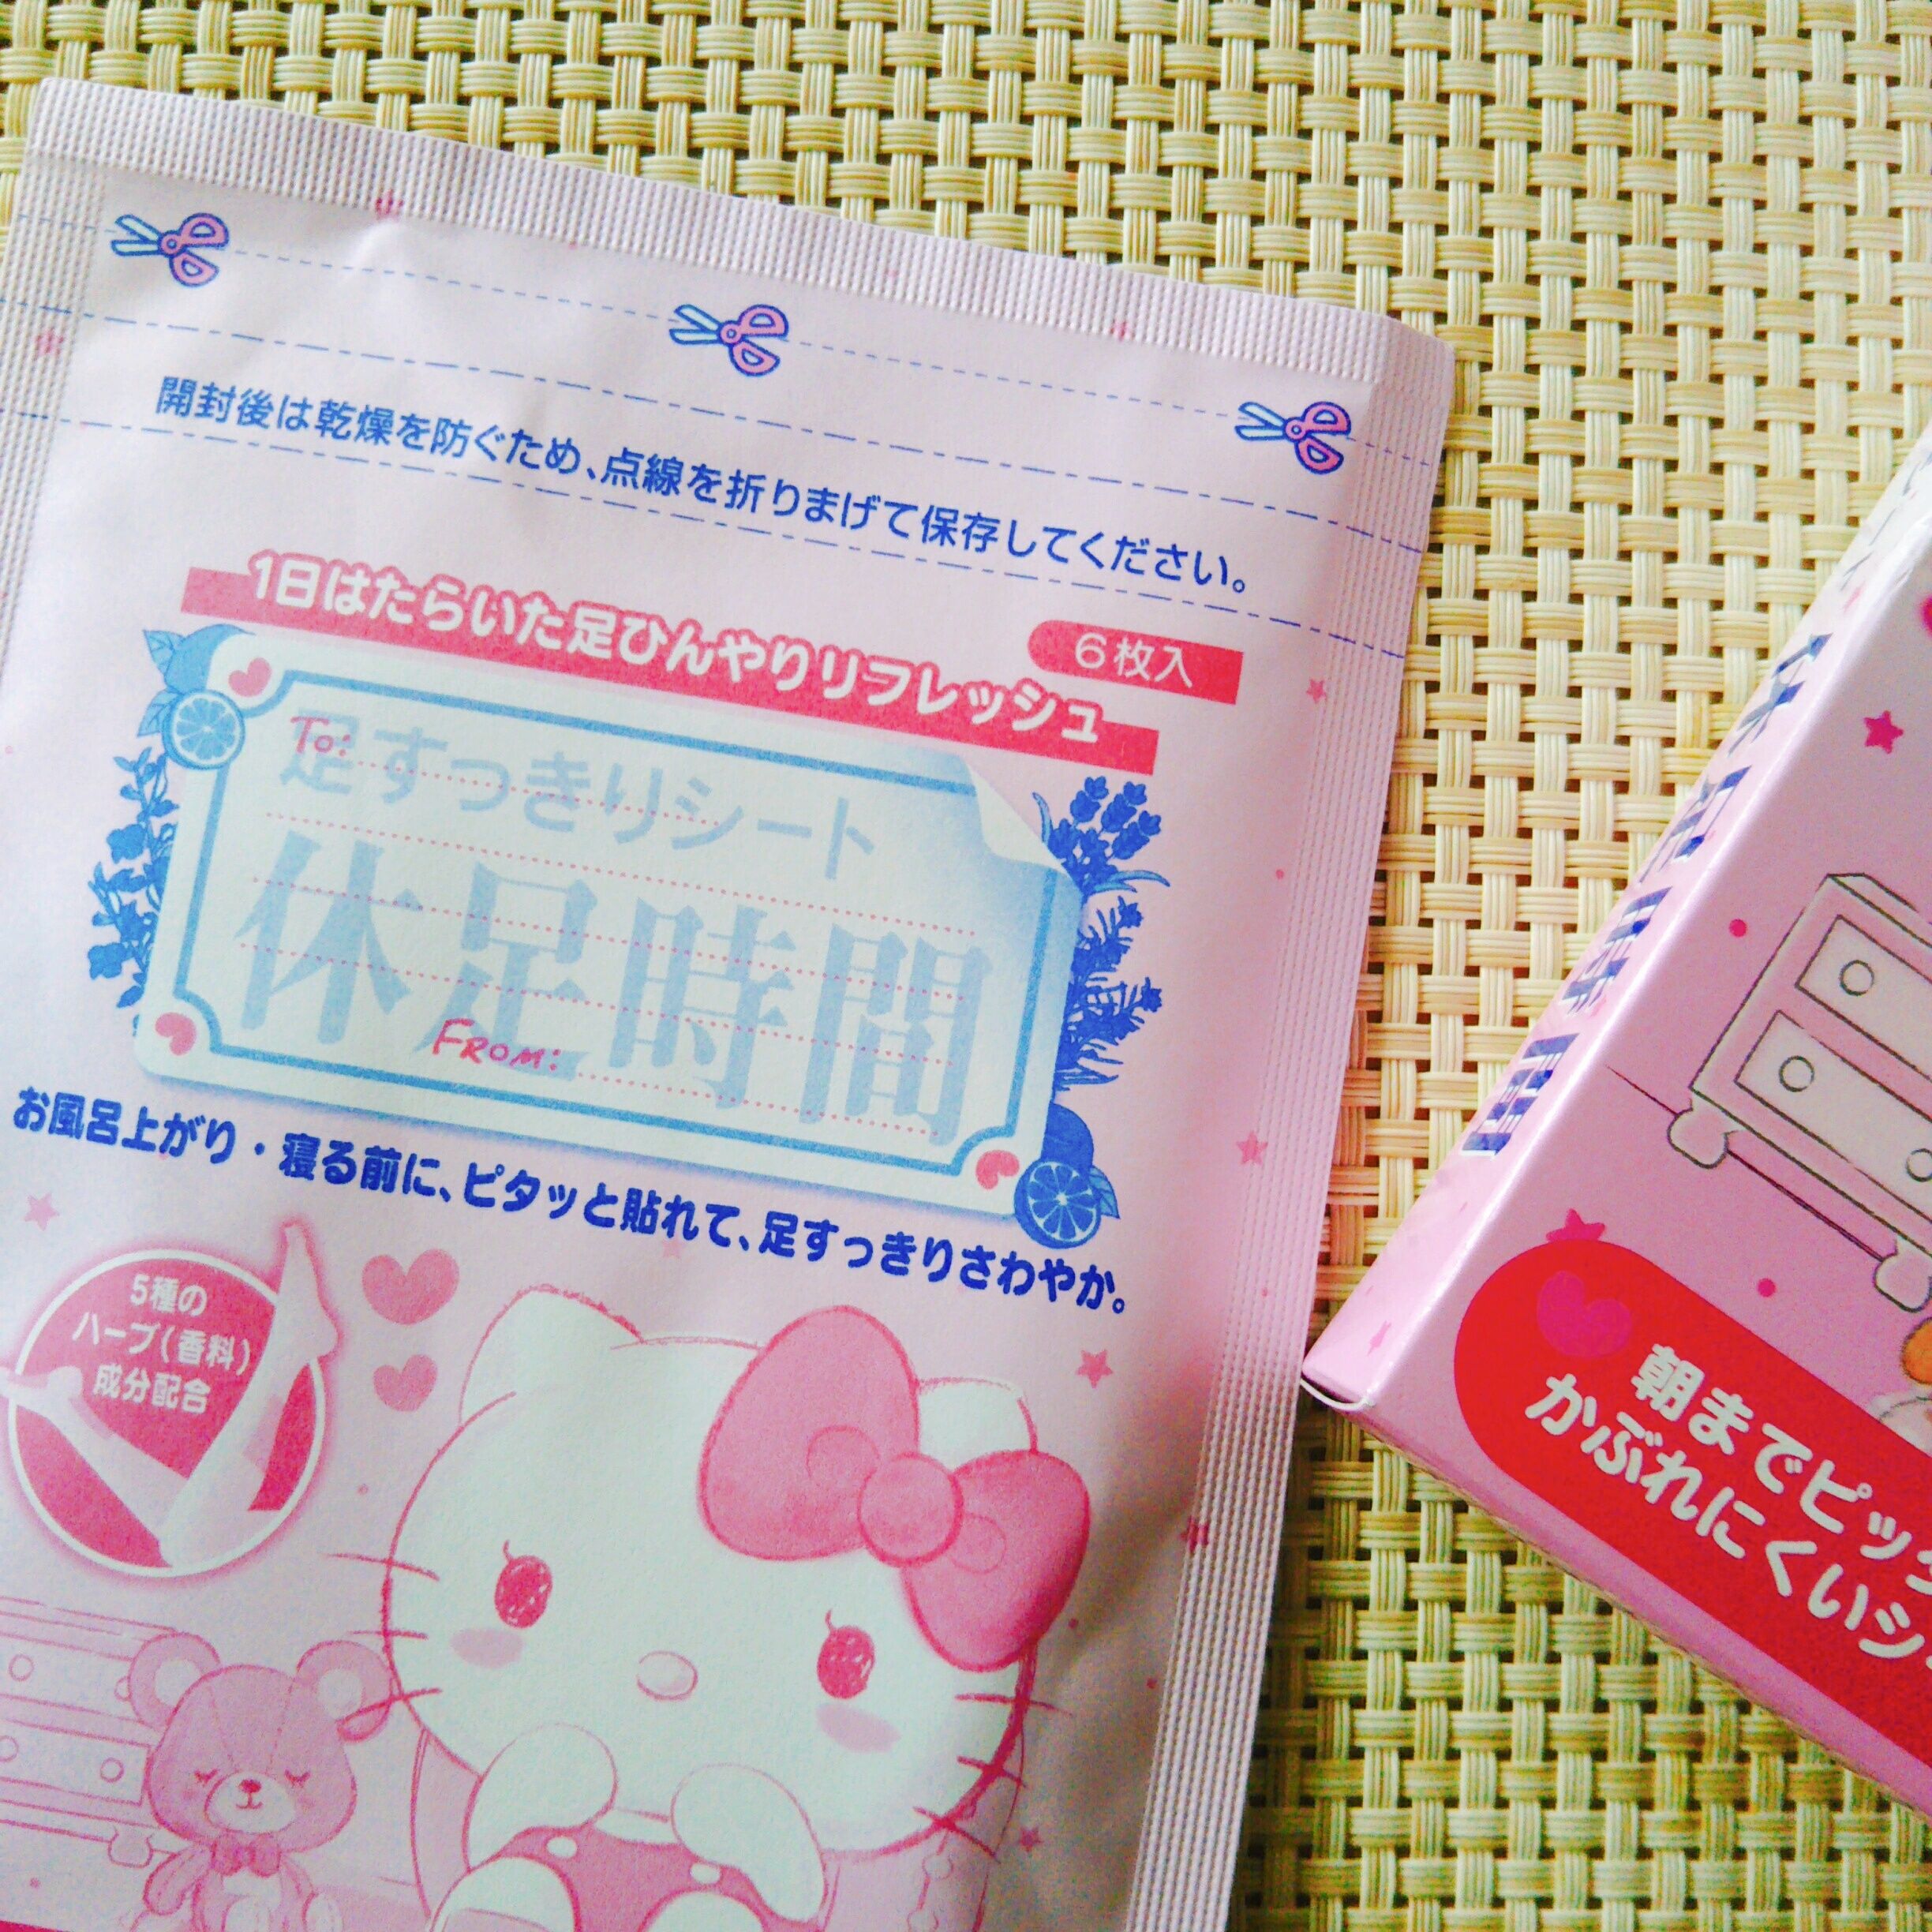 開封後は乾燥を防ぐため、点線を折りまげて保存してください。
1日はたらいた足ひんやりリフレッシュ
6枚入
To:
足すっきりシート
休足時間
FROM:
お風呂上がり・寝る前に、ピタッと貼れて、足すっきりさわやか。
5種の
ハーブ(香料)
成分配合
休足時間
朝までピッタ
かぶれにくいシ